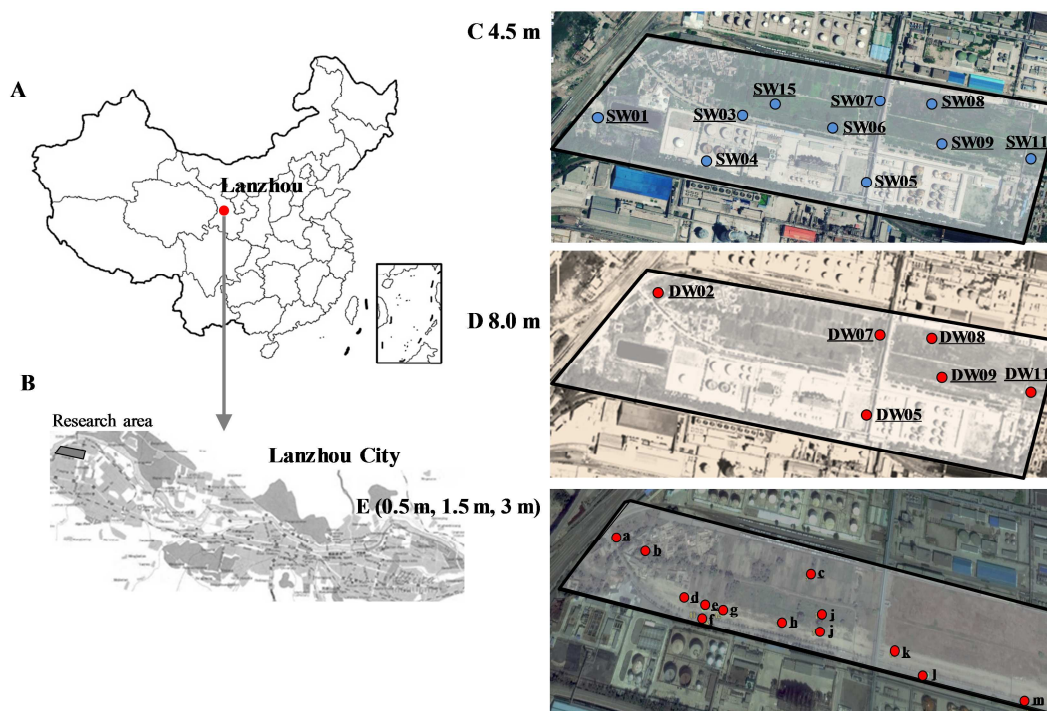 A
Lanzhou
B
Research area
Lanzhou City
C 4.5 m
SW01
SW03
SW15
SW07
SW08
SW06
SW04
SW09
SW11
SW05
D 8.0 m
DW02
DW07
DW08
DW09
DW11
DW05
E (0.5 m, 1.5 m, 3 m)
a
b
c
d
e
g
f
h
j
j
k
j
m